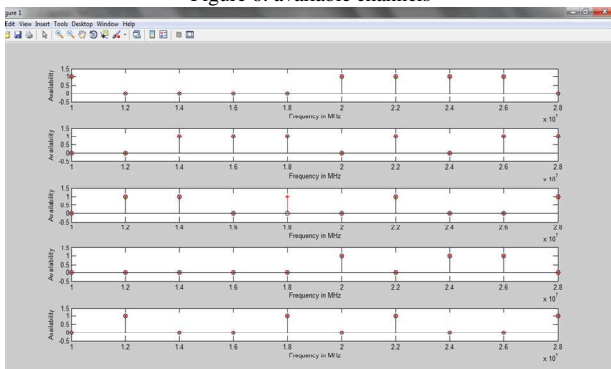 Figure 6: available channels
gure 1
Edit View Insert Tools Desktop Window Help
Availability
1.5
1
0.5
0
-0.5
1 1.2 1.4 1.6 1.8 2 2.2 2.4 2.6 2.8
Frequency in MHz
x 10^7
Availability
1.5
1
0.5
0
-0.5
1 1.2 1.4 1.6 1.8 2 2.2 2.4 2.6 2.8
Frequency in MHz
x 10^7
Availability
1.5
1
0.5
0
-0.5
1 1.2 1.4 1.6 1.8 2 2.2 2.4 2.6 2.8
Frequency in MHz
x 10^7
Availability
1.5
1
0.5
0
-0.5
1 1.2 1.4 1.6 1.8 2 2.2 2.4 2.6 2.8
Frequency in MHz
x 10^7
Availability
1.5
1
0.5
0
-0.5
1 1.2 1.4 1.6 1.8 2 2.2 2.4 2.6 2.8
Frequency in MHz
x 10^7